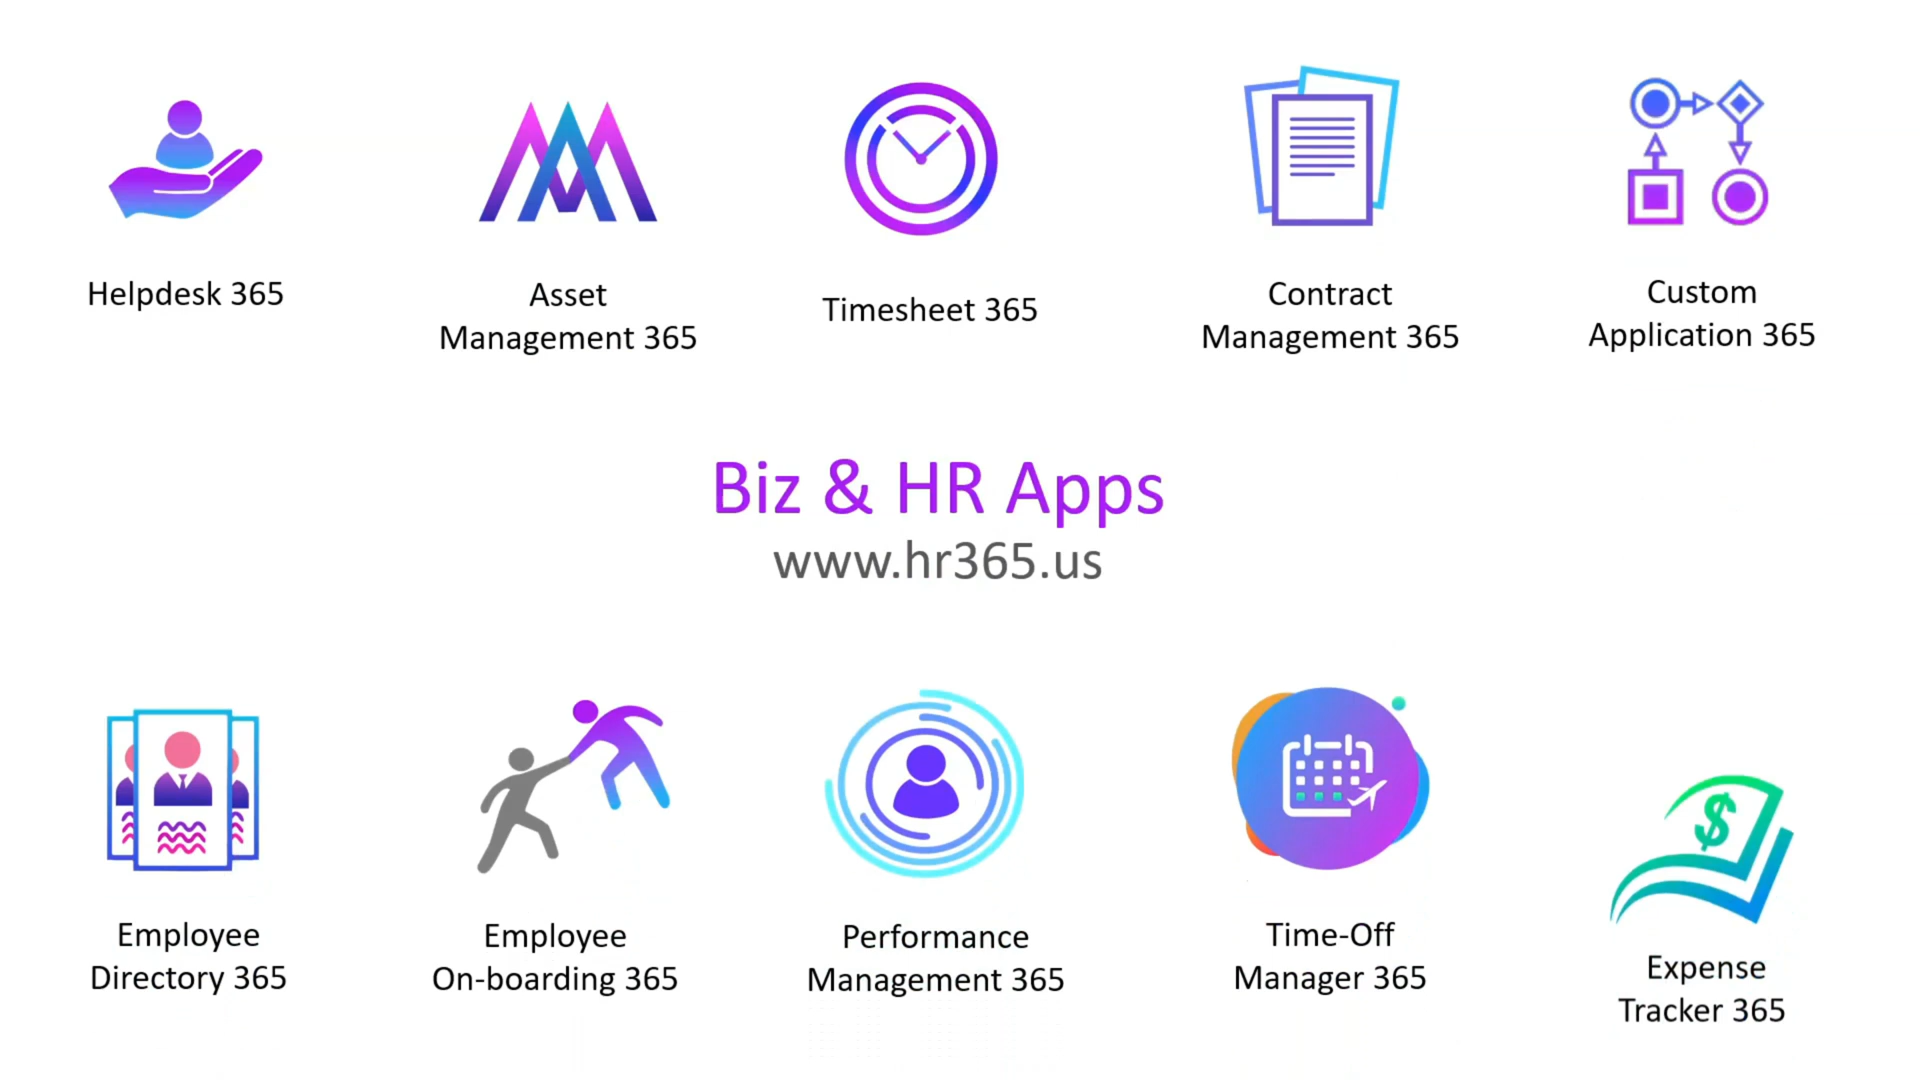 Helpdesk 365
Asset
Management 365
Timesheet 365
Contract
Management 365
Custom
Application 365
Biz & HR Apps
www.hr365.us
Employee
Directory 365
Employee
On-boarding 365
Performance
Management 365
Time-Off
Manager 365
$
Expense
Tracker 365